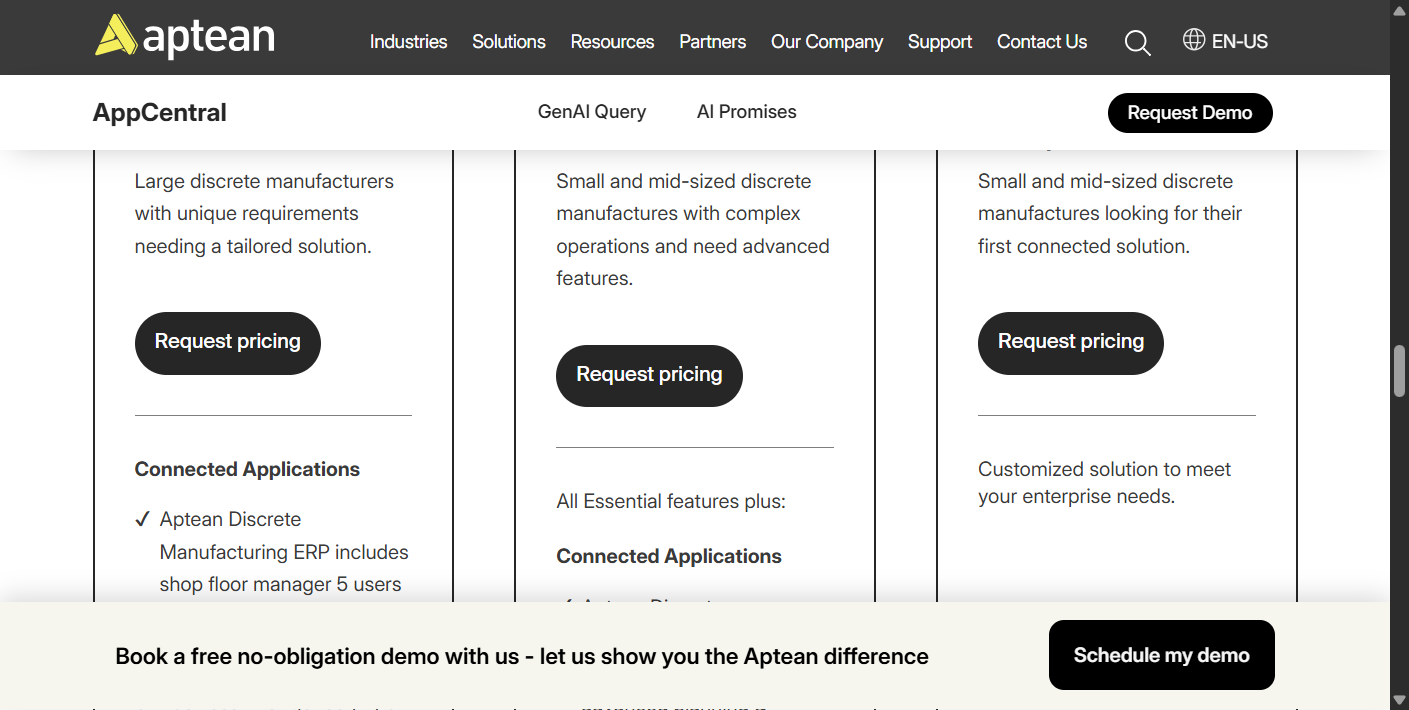 aptean
Industries Solutions Resources Partners Our Company Support Contact Us EN-US
AppCentral
GenAI Query AI Promises
Request Demo
Large discrete manufacturers
with unique requirements
needing a tailored solution.
Request pricing
Connected Applications
✓ Aptean Discrete
Manufacturing ERP includes
shop floor manager 5 users
Small and mid-sized discrete
manufactures with complex
operations and need advanced
features.
Request pricing
All Essential features plus:
Connected Applications
Small and mid-sized discrete
manufactures looking for their
first connected solution.
Request pricing
Customized solution to meet
your enterprise needs.
Book a free no-obligation demo with us - let us show you the Aptean difference
Schedule my demo